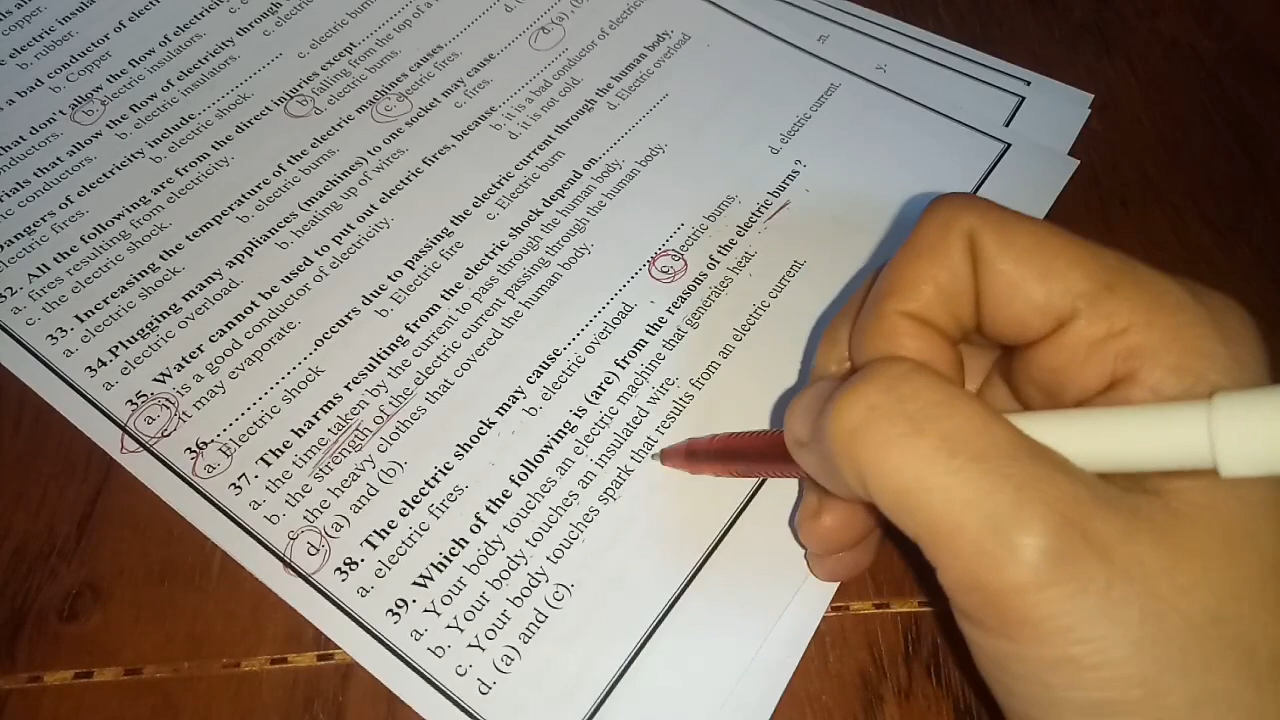 copper.
b. rubber.
b. Copper
a bad conductor of elec
that don't allow the flow of electricity
b. electric insulators.
c. electric
rials that allow the flow of electricity through
b. electric insulators.
Dangers of electricity include
electric fires.
b. electric shock.
c. electric burn
32- All the following are from the direct injuries except
a. fires resulting from electricity.
b. falling from the top of a
c. the electric shock.
d. electric burns.
33. Increasing the temperature of the electric machines causes
a. electric shock.
b. electric burns.
c. electric fires.
34.Plugging many appliances (machines) to one socket may cause
a. electric overload.
b. heating up of wires.
c. fires.
35. Water cannot be used to put out electric fires, because
a. is a good conductor of electricity.
b. it is a bad conductor of electric
it may evaporate.
d. it is not cold.
36. occurs due to passing the electric current through the human body.
a. Electric shock
b. Electric fire
c. Electric burn
d. Electric overload
37. The harms resulting from the electric shock depend on
a. the time taken by the current to pass through the human body.
b. the strength of the electric current passing through the human body.
c. the heavy clothes that covered the human body.
d. (a) and (b).
38. The electric shock may cause
a. electric fires.
b. electric overload.
c. electric burns.
d. electric current.
39. Which of the following is (are) from the reasons of the electric burns ?
a. Your body touches an electric machine that generates heat.
b. Your body touches an insulated wire.
c. Your body touches spark that results from an electric current.
d. (a) and (c).